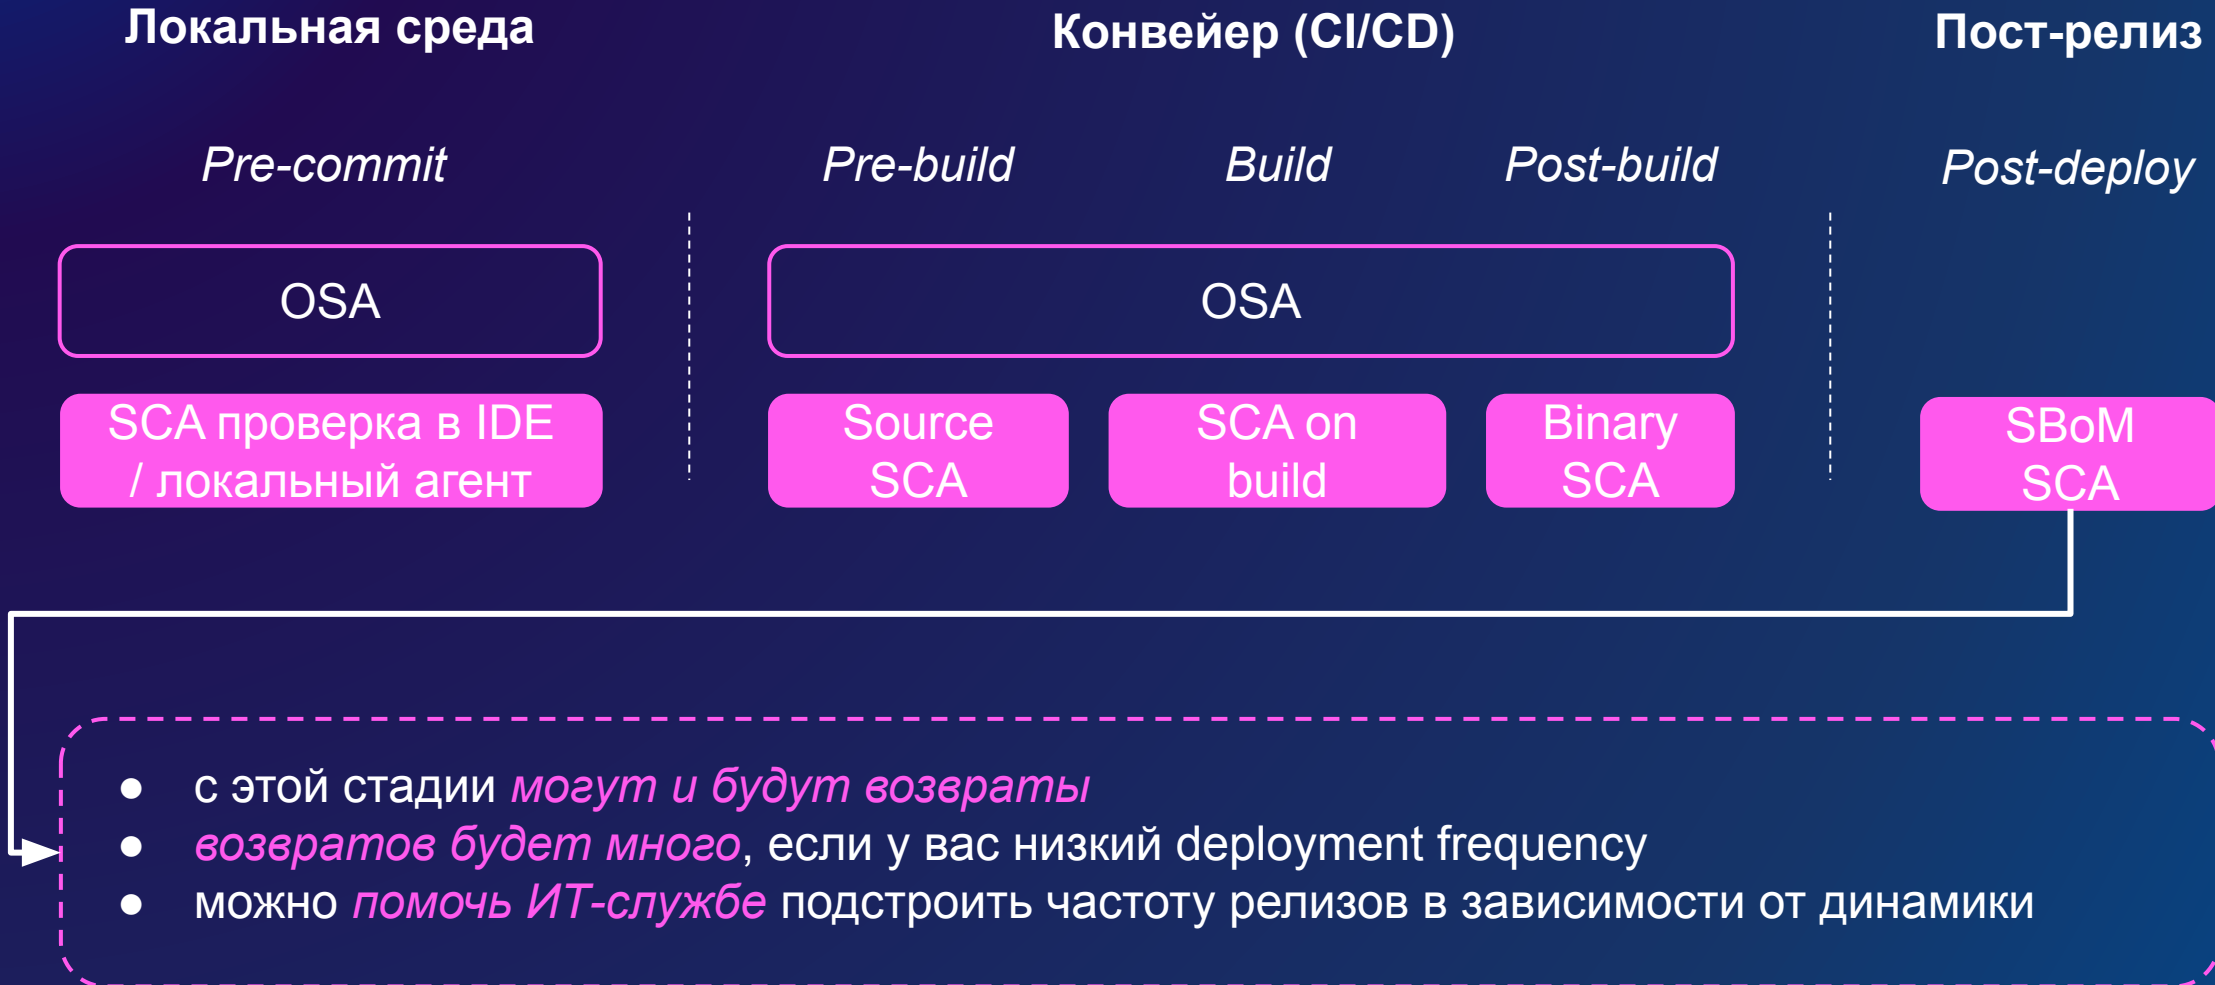 Локальная среда
Конвейер (CI/CD)
Пост-релиз
Pre-commit
Pre-build
Build
Post-build
Post-deploy
OSA
OSA
SCA проверка в IDE
/ локальный агент
Source
SCA
SCA on
build
Binary
SCA
SBoM
SCA
● с этой стадии могут и будут возвраты
● возвратов будет много, если у вас низкий deployment frequency
● можно помочь ИТ-службе подстроить частоту релизов в зависимости от динамики